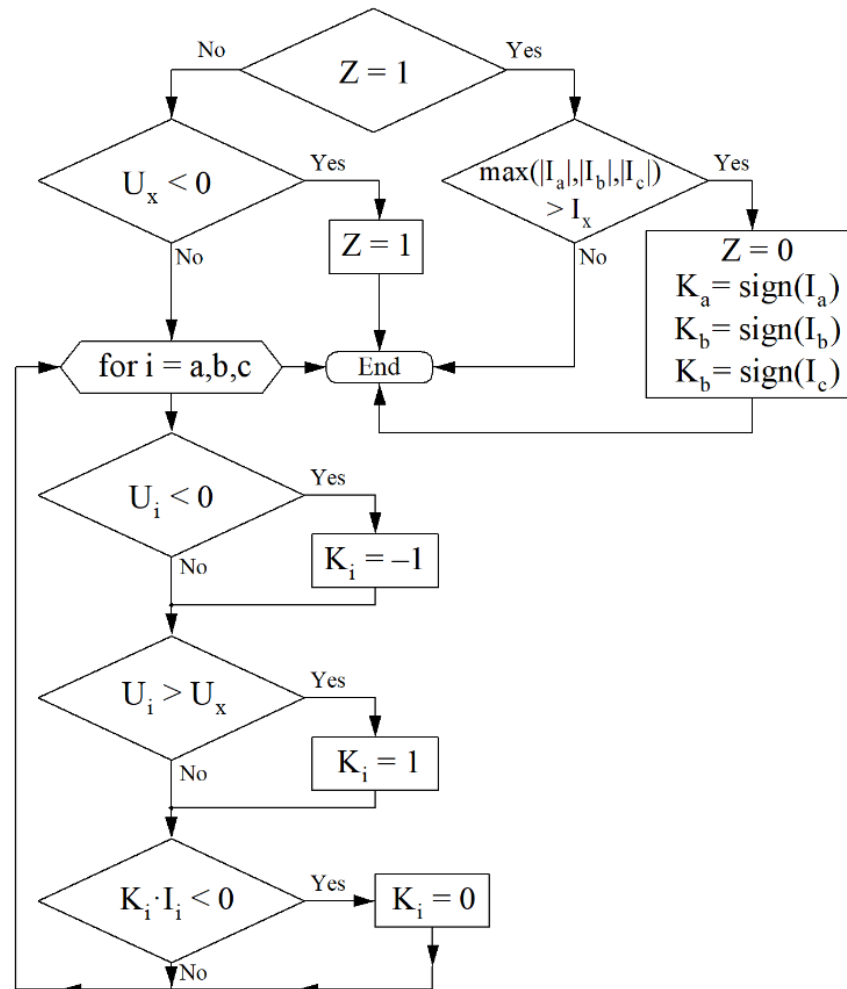 No
Z = 1
Yes
U_x < 0
Yes
No
Z = 1
max(|I_a|,|I_b|,|I_c|)
> I_x
Yes
No
Z = 0
K_a= sign(I_a)
K_b= sign(I_b)
K_b= sign(I_c)
for i = a,b,c
End
U_i < 0
Yes
No
K_i = –1
U_i > U_x
Yes
No
K_i = 1
K_i·I_i < 0
Yes
No
K_i = 0